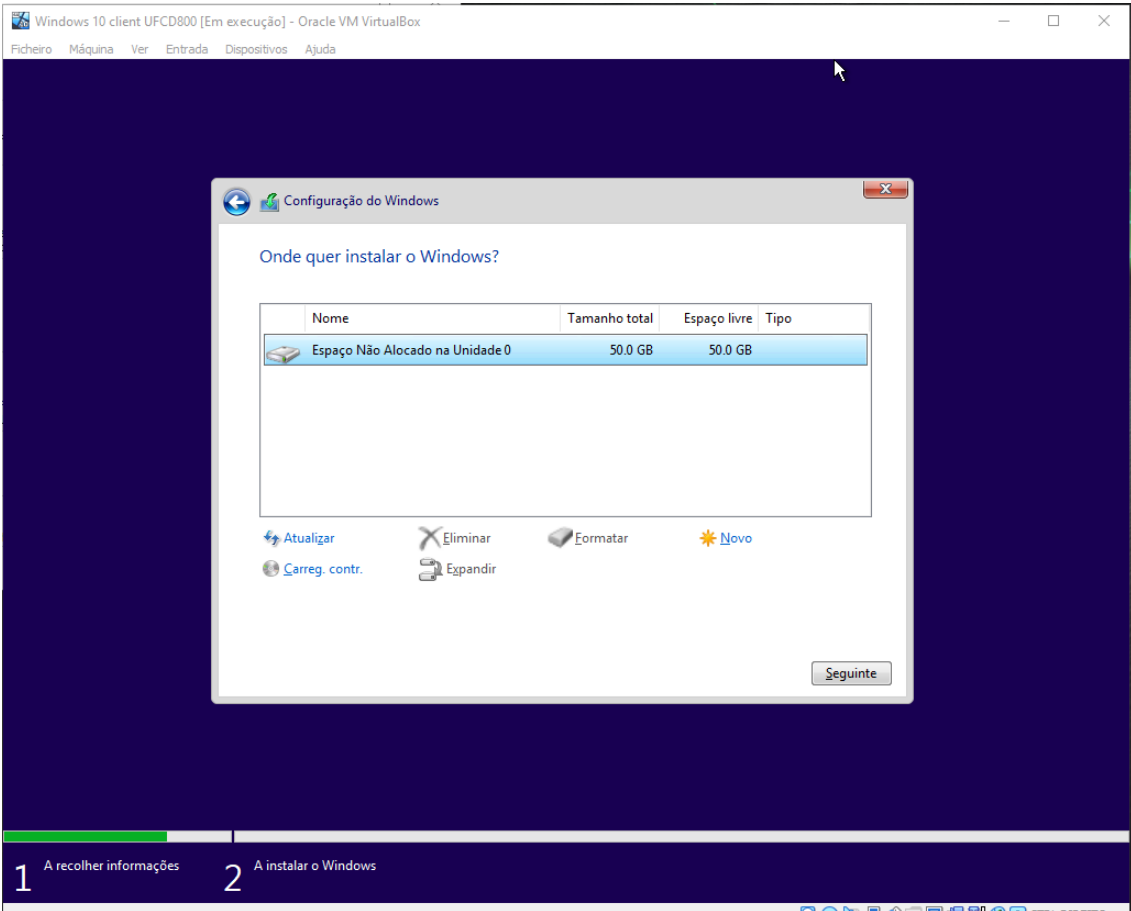 Windows 10 client UFCD800 [Em execução] - Oracle VM VirtualBox
Ficheiro Máquina Ver Entrada Dispositivos Ajuda
Configuração do Windows
Onde quer instalar o Windows?
Nome Tamanho total Espaço livre Tipo
Espaço Não Alocado na Unidade 0 50.0 GB 50.0 GB
Atualizar Eliminar Formatar Novo
Carreg. contr. Expandir
Seguinte
1 A recolher informações 2 A instalar o Windows